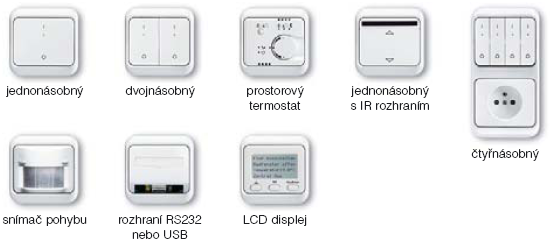 jednonásobný
dvojnásobný
prostorový
termostat
jednonásobný
s IR rozhraním
čtyřnásobný
snímač pohybu
rozhraní RS232
nebo USB
LCD displej